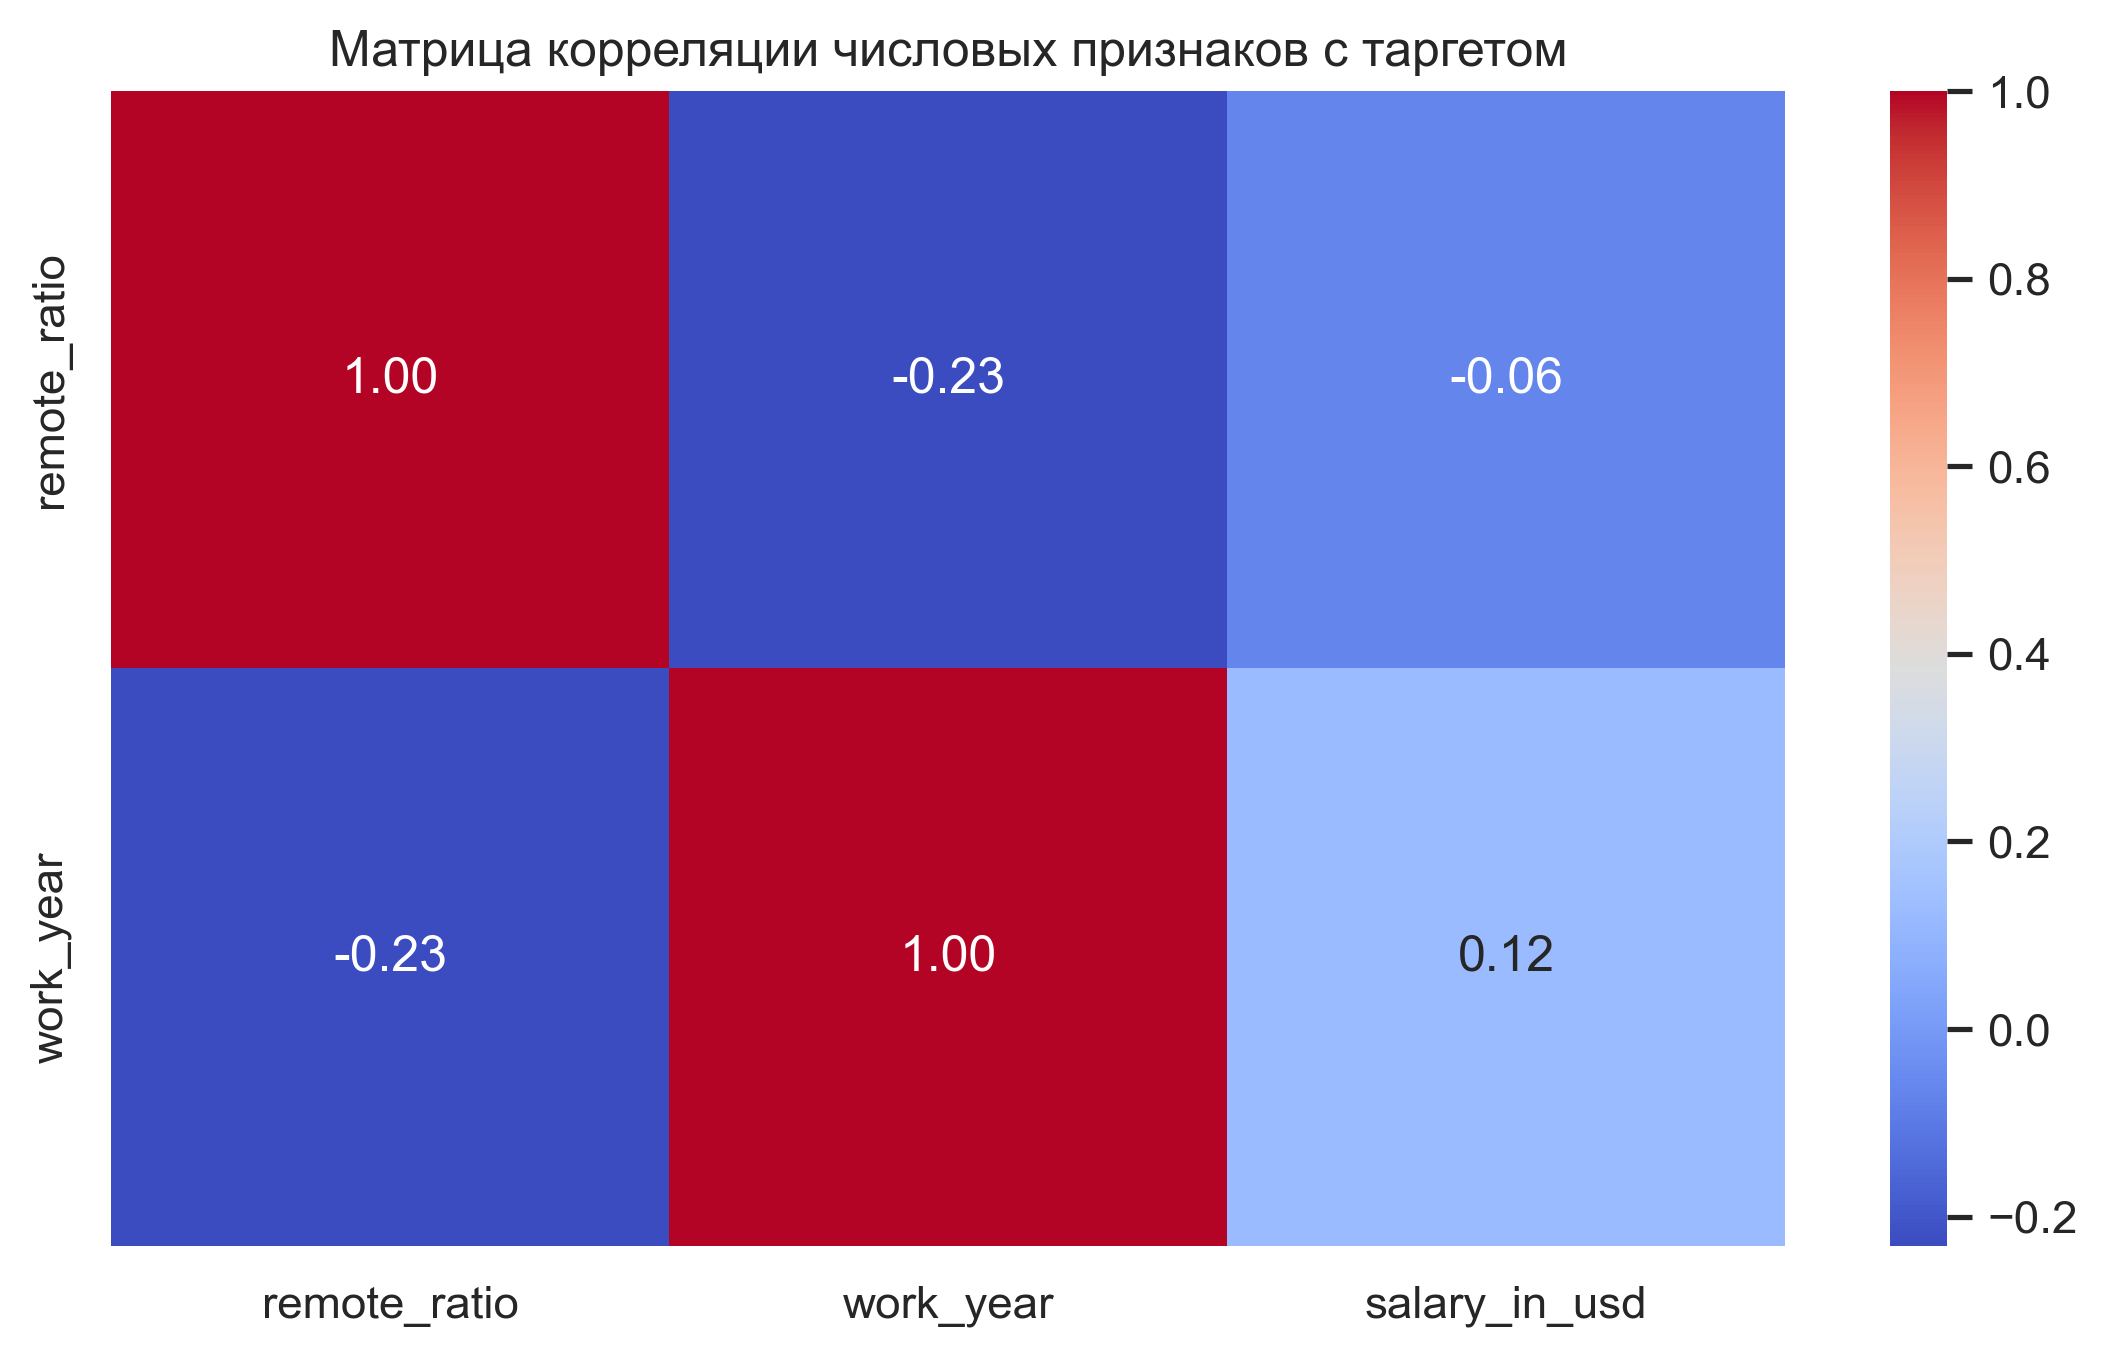 Матрица корреляции числовых признаков с таргетом
remote_ratio
1.00
-0.23
-0.06
work_year
-0.23
1.00
0.12
remote_ratio
work_year
salary_in_usd
1.0
0.8
0.6
0.4
0.2
0.0
−0.2